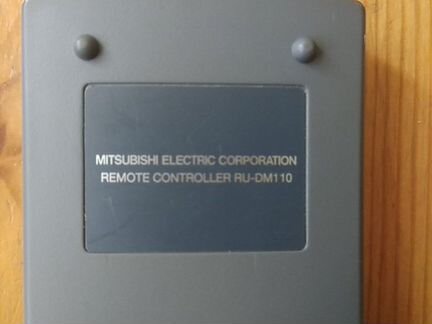 MITSUBISHI ELECTRIC CORPORATION
REMOTE CONTROLLER RU-DM110